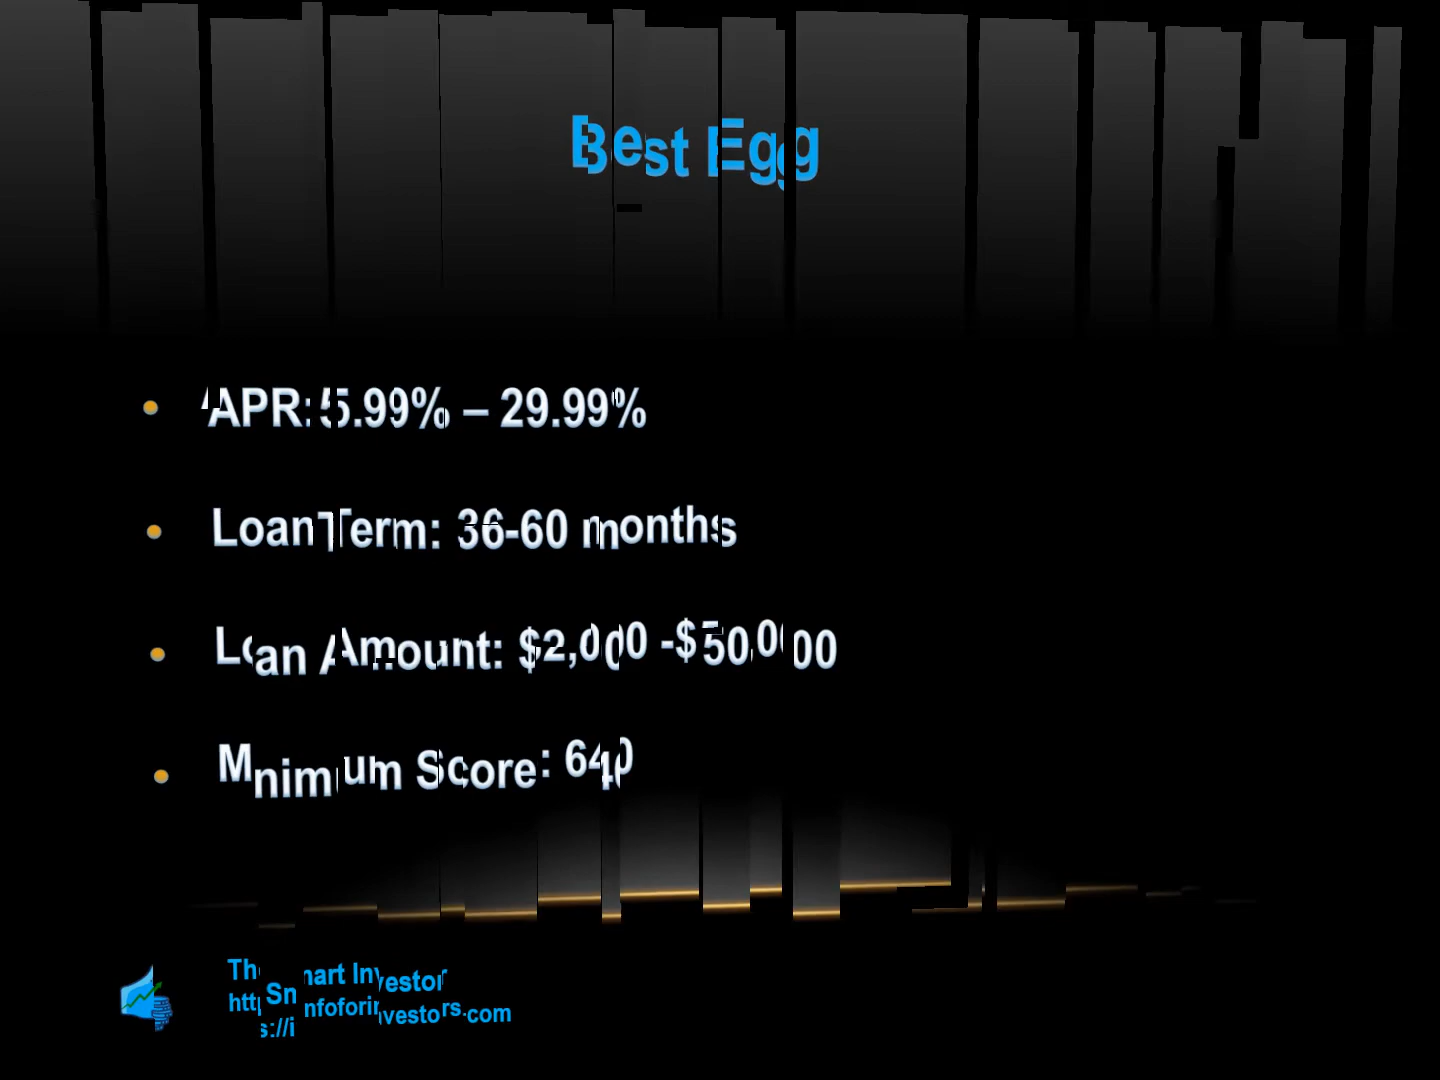 Best Egg
APR: 5.99% – 29.99%
Loan Term: 36-60 months
Loan Amount: $2,000 -$50,000
Minimum Score: 640
The Smart Investor
https://infoforinvestors.com